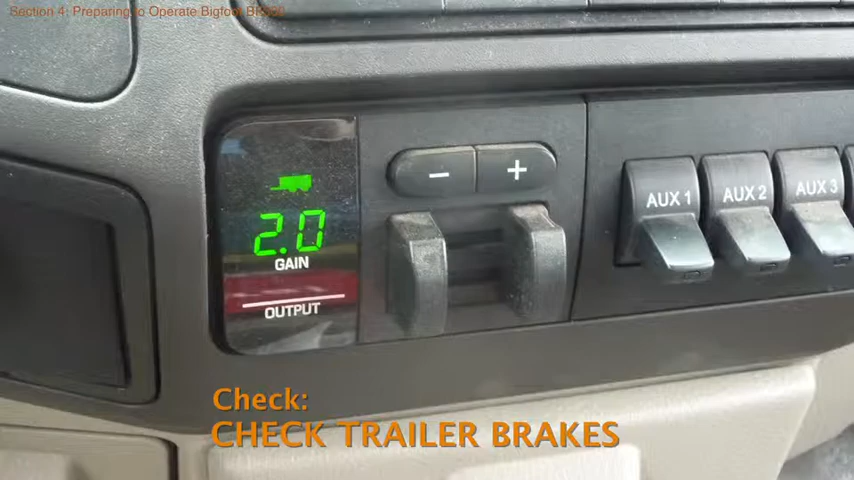 Section 4: Preparing to Operate Bigfoot
− +
AUX 1 AUX 2 AUX 3
2.0
GAIN
OUTPUT
Check:
CHECK TRAILER BRAKES